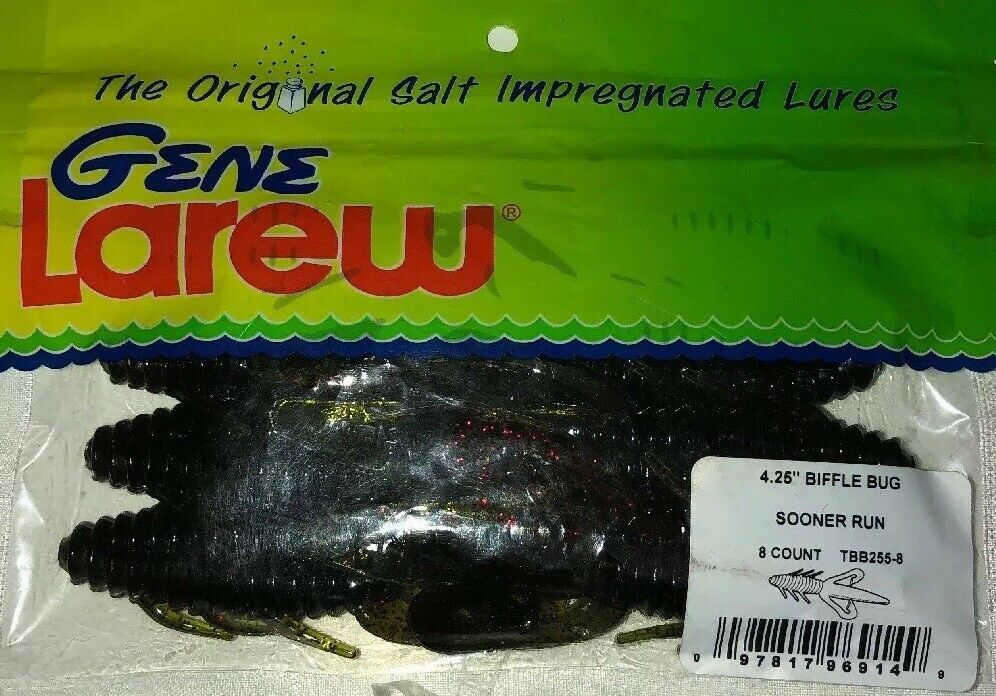 The Original Salt Impregnated Lures
GENE
Larew®
4.25" BIFFLE BUG
SOONER RUN
8 COUNT TBB255-8
0 97817 96914 9